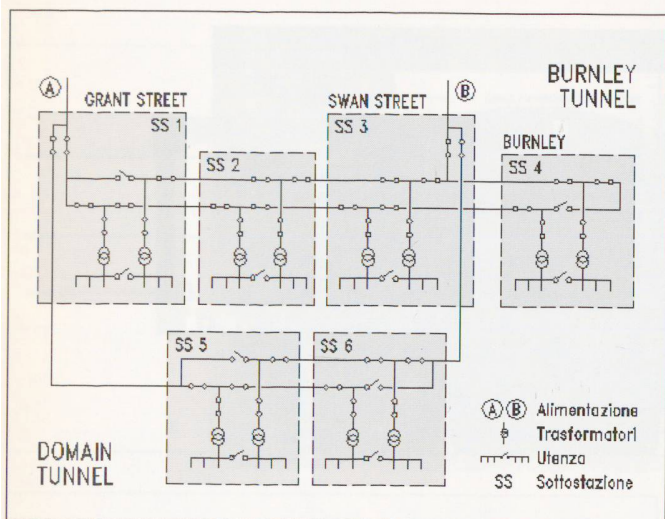 A
GRANT STREET
SS 1
SS 2
SWAN STREET
SS 3
B
BURNLEY
TUNNEL
BURNLEY
SS 4
SS 5
SS 6
DOMAIN
TUNNEL
A B Alimentazione
Trasformatori
Utenza
SS Sottostazione